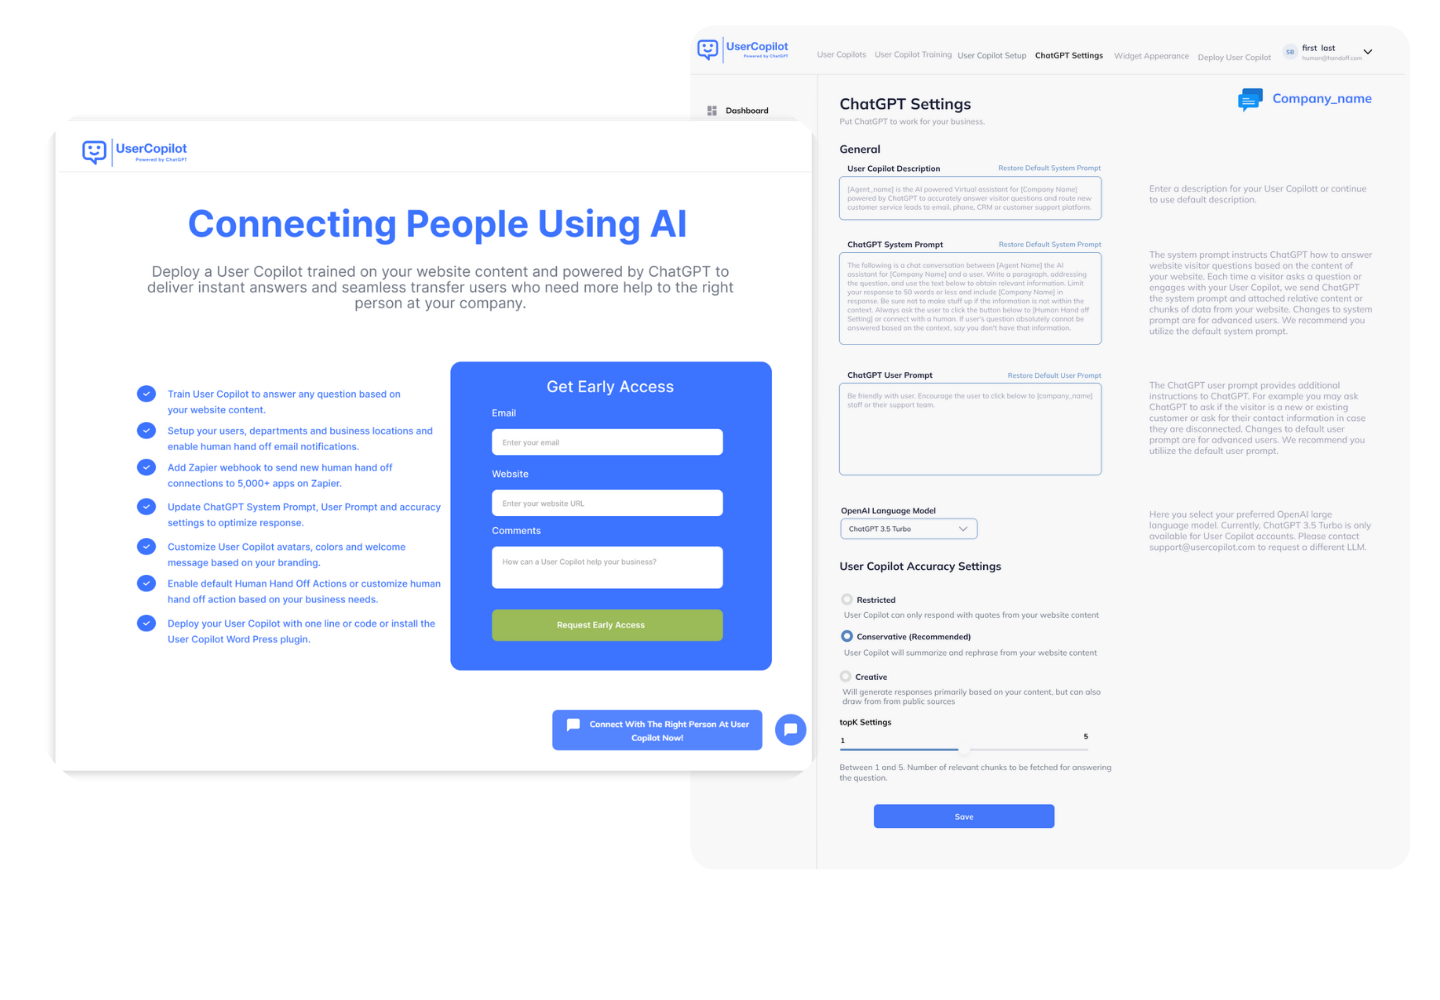 UserCopilot
Powered by ChatGPT
User Copilots
User Copilot Training
User Copilot Setup
ChatGPT Settings
Widget Appearance
Deploy User Copilot
SB
first last
human@handoff.com
Dashboard
ChatGPT Settings
Put ChatGPT to work for your business.
Company_name
General
User Copilot Description
Restore Default System Prompt
[Agent_name] is the AI powered Virtual assistant for [Company Name]
powered by ChatGPT to accurately answer visitor questions and route new
customer service leads to email, phone, CRM or customer support platform.
Enter a description for your User Copilott or continue
to use default description.
ChatGPT System Prompt
Restore Default System Prompt
The following is a chat conversation between [Agent Name] the AI
assistant for [Company Name] and a user. Write a paragraph, addressing
the question, and use the text below to obtain relevant information. Limit
your response to 50 words or less and include [Company Name] in
response. Be sure net to make stuff up if the information is not within the
context. Always ask the user to click the button below to [Human Hand off
Setting] or connect with a human. If user's question absolutely cannot be
answered based on the context, say you don't have that information.
The system prompt instructs ChatGPT how to answer
website visitor questions based on the content of
your website. Each time a visitor asks a question or
engages with your User Copilot, we send ChatGPT
the system prompt and attached relative content or
chunks of data from your website. Changes to system
prompt are for advanced users. We recommend you
utilize the default system prompt.
ChatGPT User Prompt
Restore Default User Prompt
Be friendly with user. Encourage the user to click below to [company_name]
staff or their support team.
The ChatGPT user prompt provides additional
instructions to ChatGPT. For example you may ask
ChatGPT to ask if the visitor is a new or existing
customer or ask for their contact information in case
they are disconnected. Changes to default user
prompt are for advanced users. We recommend you
utiliize the default user prompt.
OpenAI Language Model
ChatGPT 3.5 Turbo
Here you select your preferred OpenAI large
language model. Currently, ChatGPT 3.5 Turbo is only
available for User Copilot accounts. Please contact
support@usercopilot.com to request a different LLM.
User Copilot Accuracy Settings
Restricted
User Copilot can only respond with quotes from your website content
Conservative (Recommended)
User Copilot will summarize and rephrase from your website content
Creative
Will generate responses primarily based on your content, but can also
draw from from public sources
topK Settings
1
5
Between 1 and 5. Number of relevant chunks to be fetched for answering
the question.
Save
UserCopilot
Powered by ChatGPT
Connecting People Using AI
Deploy a User Copilot trained on your website content and powered by ChatGPT to
deliver instant answers and seamless transfer users who need more help to the right
person at your company.
Train User Copilot to answer any question based on
your website content.
Setup your users, departments and business locations and
enable human hand off email notifications.
Add Zapier webhook to send new human hand off
connections to 5,000+ apps on Zapier.
Update ChatGPT System Prompt, User Prompt and accuracy
settings to optimize response.
Customize User Copilot avatars, colors and welcome
message based on your branding.
Enable default Human Hand Off Actions or customize human
hand off action based on your business needs.
Deploy your User Copilot with one line or code or install the
User Copilot Word Press plugin.
Get Early Access
Email
Enter your email
Website
Enter your website URL
Comments
How can a User Copilot help your business?
Request Early Access
Connect With The Right Person At User
Copilot Now!